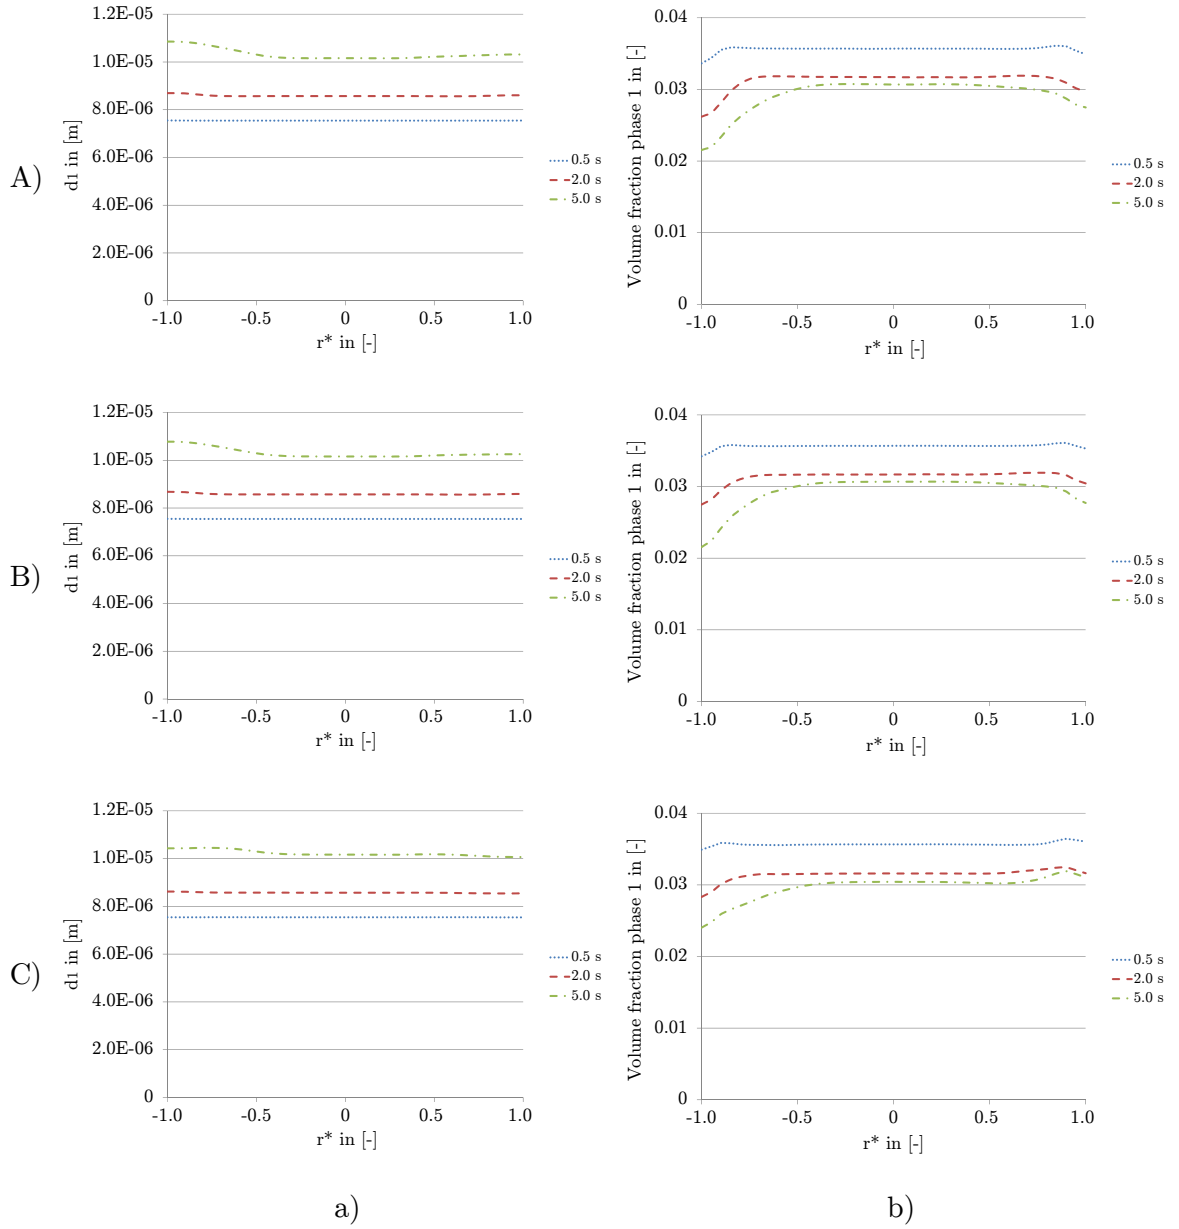 A)
1.2E-05
1.0E-05
8.0E-06
6.0E-06
4.0E-06
2.0E-06
0
d1 in [m]
-1.0 -0.5 0 0.5 1.0
r* in [-]
0.5 s
2.0 s
5.0 s
0.04
0.03
0.02
0.01
0
Volume fraction phase 1 in [-]
-1.0 -0.5 0 0.5 1.0
r* in [-]
0.5 s
2.0 s
5.0 s
B)
1.2E-05
1.0E-05
8.0E-06
6.0E-06
4.0E-06
2.0E-06
0
d1 in [m]
-1.0 -0.5 0 0.5 1.0
r* in [-]
0.5 s
2.0 s
5.0 s
0.04
0.03
0.02
0.01
0
Volume fraction phase 1 in [-]
-1.0 -0.5 0 0.5 1.0
r* in [-]
0.5 s
2.0 s
5.0 s
C)
1.2E-05
1.0E-05
8.0E-06
6.0E-06
4.0E-06
2.0E-06
0
d1 in [m]
-1.0 -0.5 0 0.5 1.0
r* in [-]
0.5 s
2.0 s
5.0 s
0.04
0.03
0.02
0.01
0
Volume fraction phase 1 in [-]
-1.0 -0.5 0 0.5 1.0
r* in [-]
0.5 s
2.0 s
5.0 s
a)
b)